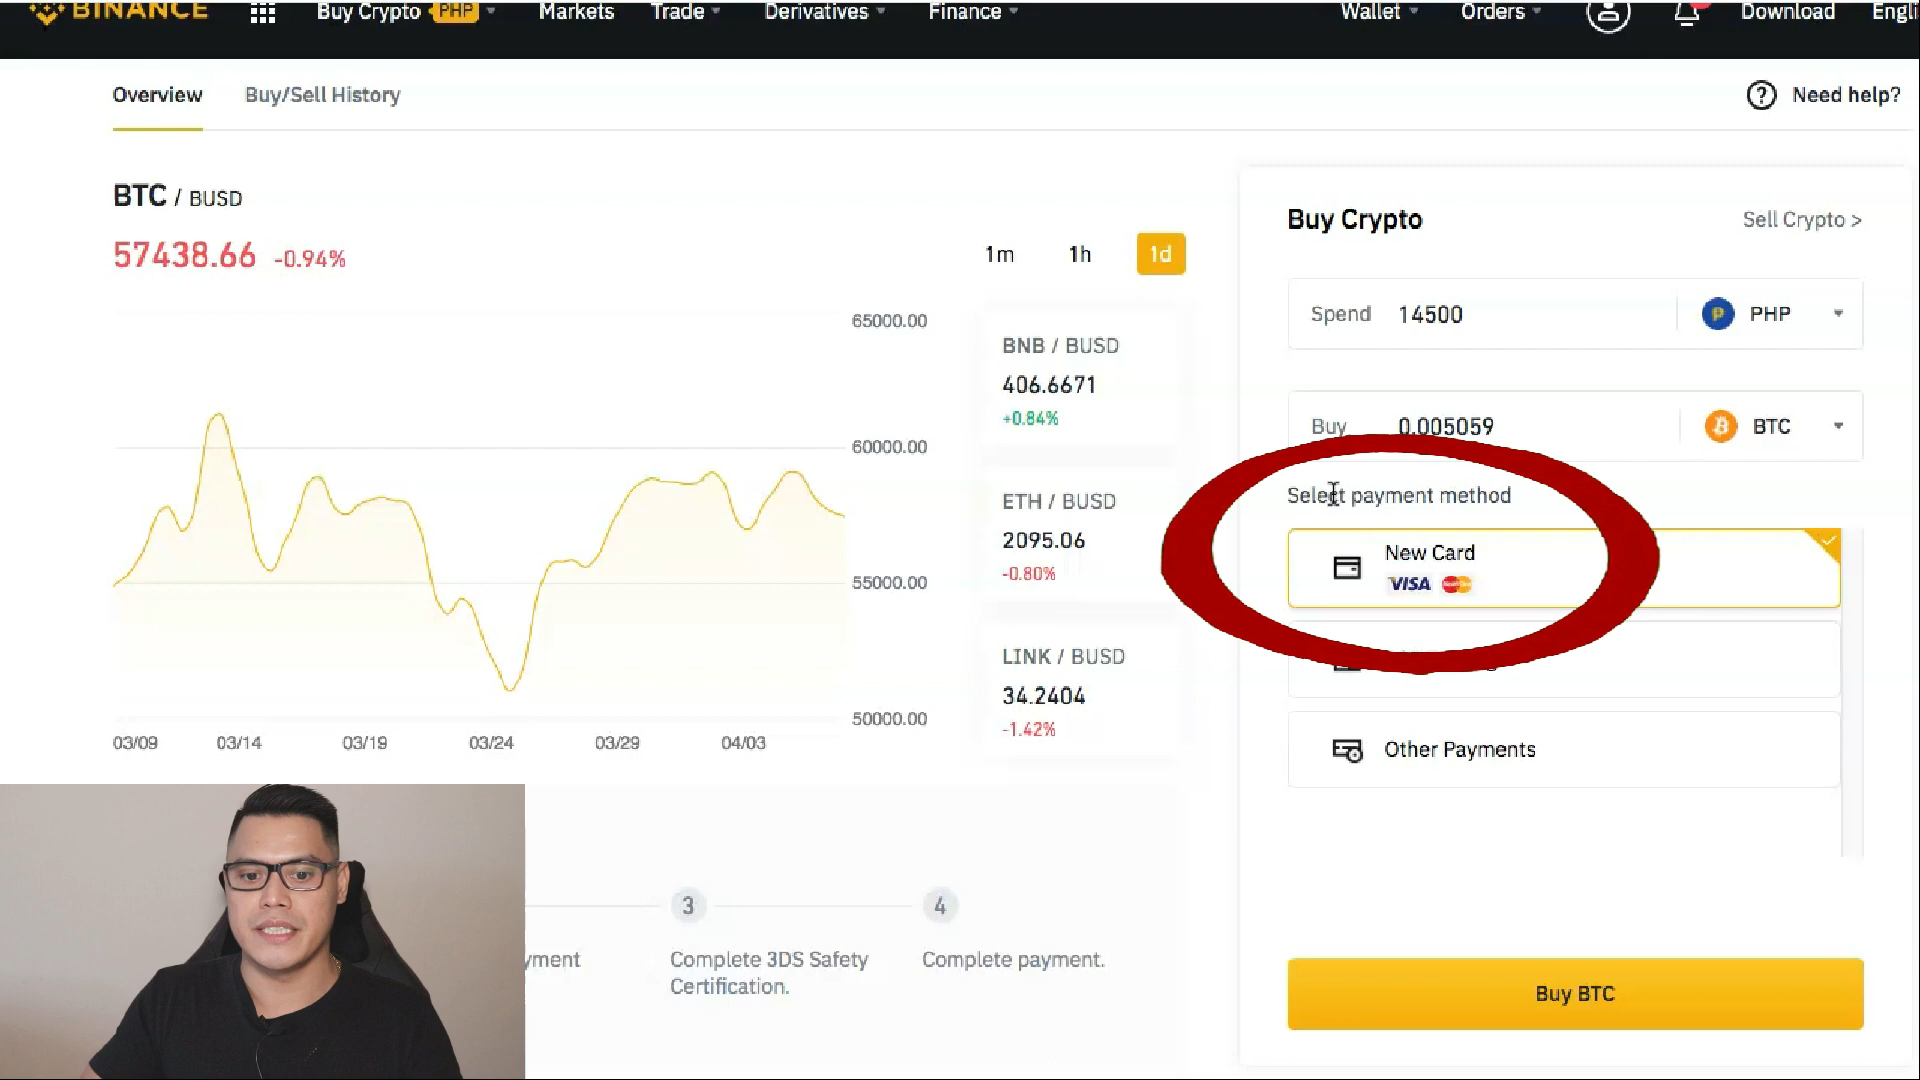 BINANCE
Buy Crypto PHP
Markets
Trade
Derivatives
Finance
Wallet
Orders
Download
Engli
Overview
Buy/Sell History
Need help?
BTC / BUSD
57438.66 -0.94%
1m 1h 1d
65000.00
60000.00
55000.00
50000.00
03/09 03/14 03/19 03/24 03/29 04/03
BNB / BUSD
406.6671
+0.84%
ETH / BUSD
2095.06
-0.80%
LINK / BUSD
34.2404
-1.42%
Buy Crypto
Sell Crypto >
Spend 14500 PHP
Buy 0.005059 BTC
Select payment method
New Card
VISA MasterCard
Other Payments
Buy BTC
yment
3
Complete 3DS Safety
Certification.
4
Complete payment.